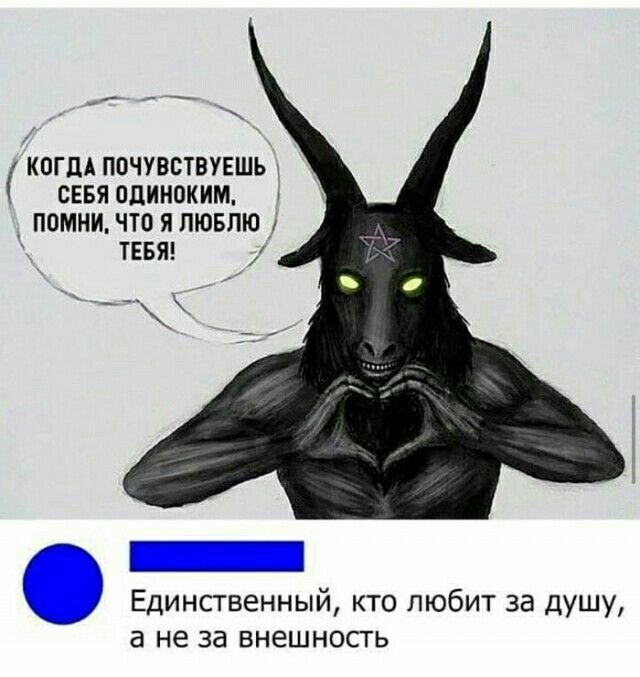 КОГДА ПОЧУВСТВУЕШЬ
СЕБЯ ОДИНОКИМ,
ПОМНИ, ЧТО Я ЛЮБЛЮ
ТЕБЯ!
Единственный, кто любит за душу,
а не за внешность